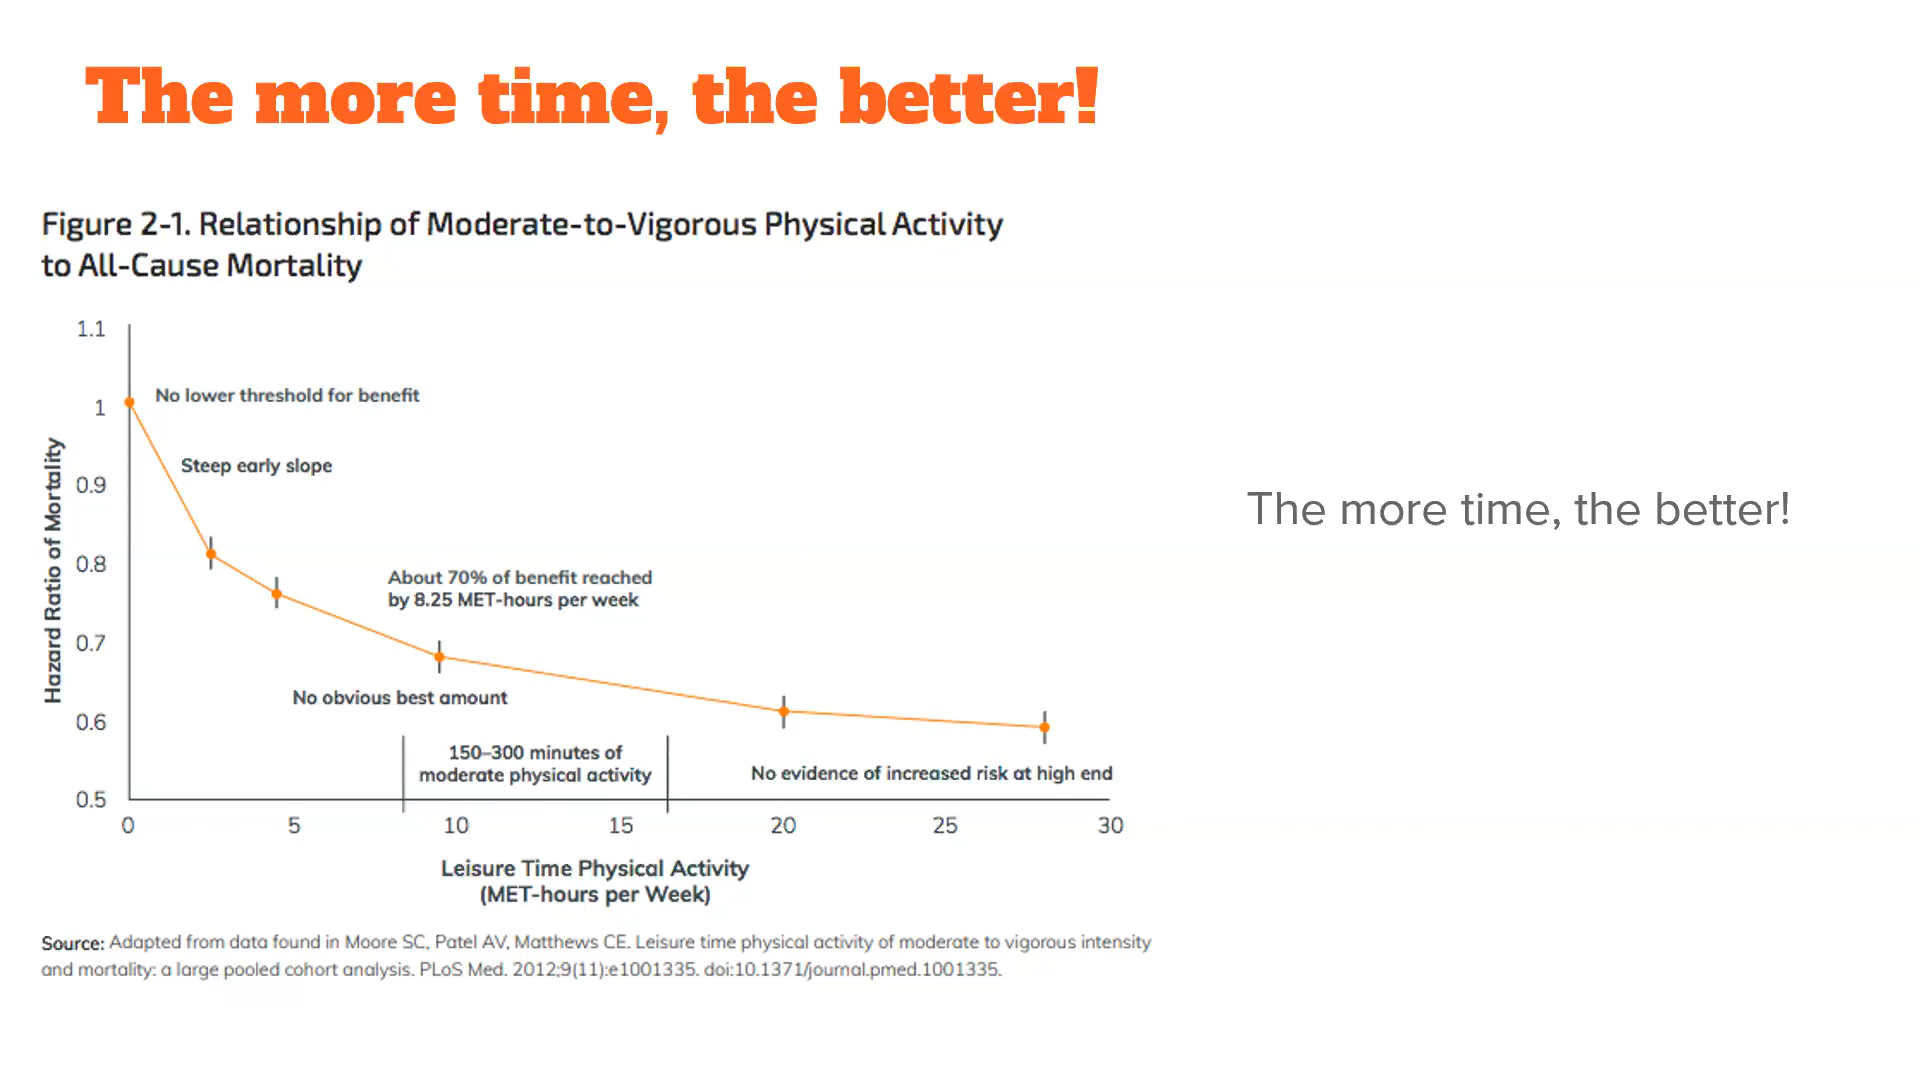 The more time, the better!
Figure 2-1. Relationship of Moderate-to-Vigorous Physical Activity
to All-Cause Mortality
1.1
No lower threshold for benefit
1
Steep early slope
0.9
Hazard Ratio of Mortality
The more time, the better!
0.8
About 70% of benefit reached
by 8.25 MET-hours per week
0.7
No obvious best amount
0.6
150–300 minutes of
moderate physical activity
No evidence of increased risk at high end
0.5
0 5 10 15 20 25 30
Leisure Time Physical Activity
(MET-hours per Week)
Source: Adapted from data found in Moore SC, Patel AV, Matthews CE. Leisure time physical activity of moderate to vigorous intensity
and mortality: a large pooled cohort analysis. PLoS Med. 2012;9(11):e1001335. doi:10.1371/journal.pmed.1001335.